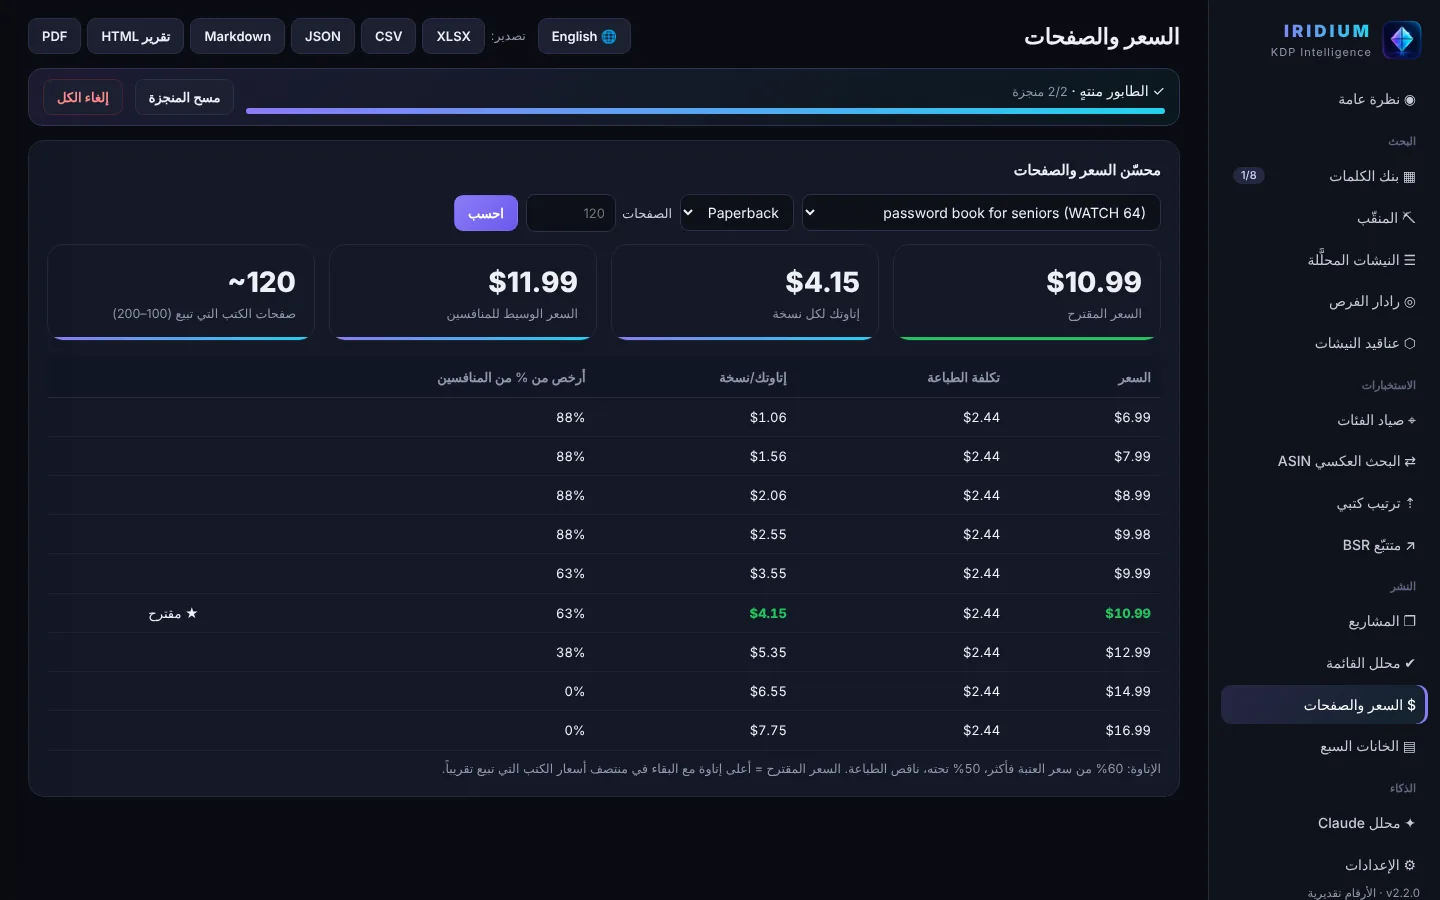 IRIDIUM
KDP Intelligence
◉ نظرة عامة
البحث
▦ بنك الكلمات 1/8
⛏ المنقّب
☰ النيشات المحلَّلة
◎ رادار الفرص
⬡ عناقيد النيشات
الاستخبارات
⌖ صياد الفئات
⇄ البحث العكسي ASIN
⇡ ترتيب كتبي
↗ متتبّع BSR
النشر
❐ المشاريع
✔ محلل القائمة
$ السعر والصفحات
▤ الخانات السبع
الذكاء
✦ محلل Claude
⚙ الإعدادات
v2.2.0 · الأرقام تقديرية
السعر والصفحات
🌐 English تصدير: XLSX CSV JSON Markdown تقرير HTML PDF
✓ الطابور منتهٍ · 2/2 منجزة
مسح المنجزة إلغاء الكل
محسّن السعر والصفحات
password book for seniors (WATCH 64) Paperback الصفحات 120 احسب
$10.99 $4.15 $11.99 ~120
السعر المقترح إتاوتك لكل نسخة السعر الوسيط للمنافسين صفحات الكتب التي تبيع (100–200)
السعر تكلفة الطباعة إتاوتك/نسخة أرخص من % من المنافسين
$6.99 $2.44 $1.06 88%
$7.99 $2.44 $1.56 88%
$8.99 $2.44 $2.06 88%
$9.98 $2.44 $2.55 88%
$9.99 $2.44 $3.55 63%
$10.99 $2.44 $4.15 63% ★ مقترح
$12.99 $2.44 $5.35 38%
$14.99 $2.44 $6.55 0%
$16.99 $2.44 $7.75 0%
الإتاوة: 60% من سعر العتبة فأكثر، 50% تحته، ناقص الطباعة. السعر المقترح = أعلى إتاوة مع البقاء في منتصف أسعار الكتب التي تبيع تقريباً.